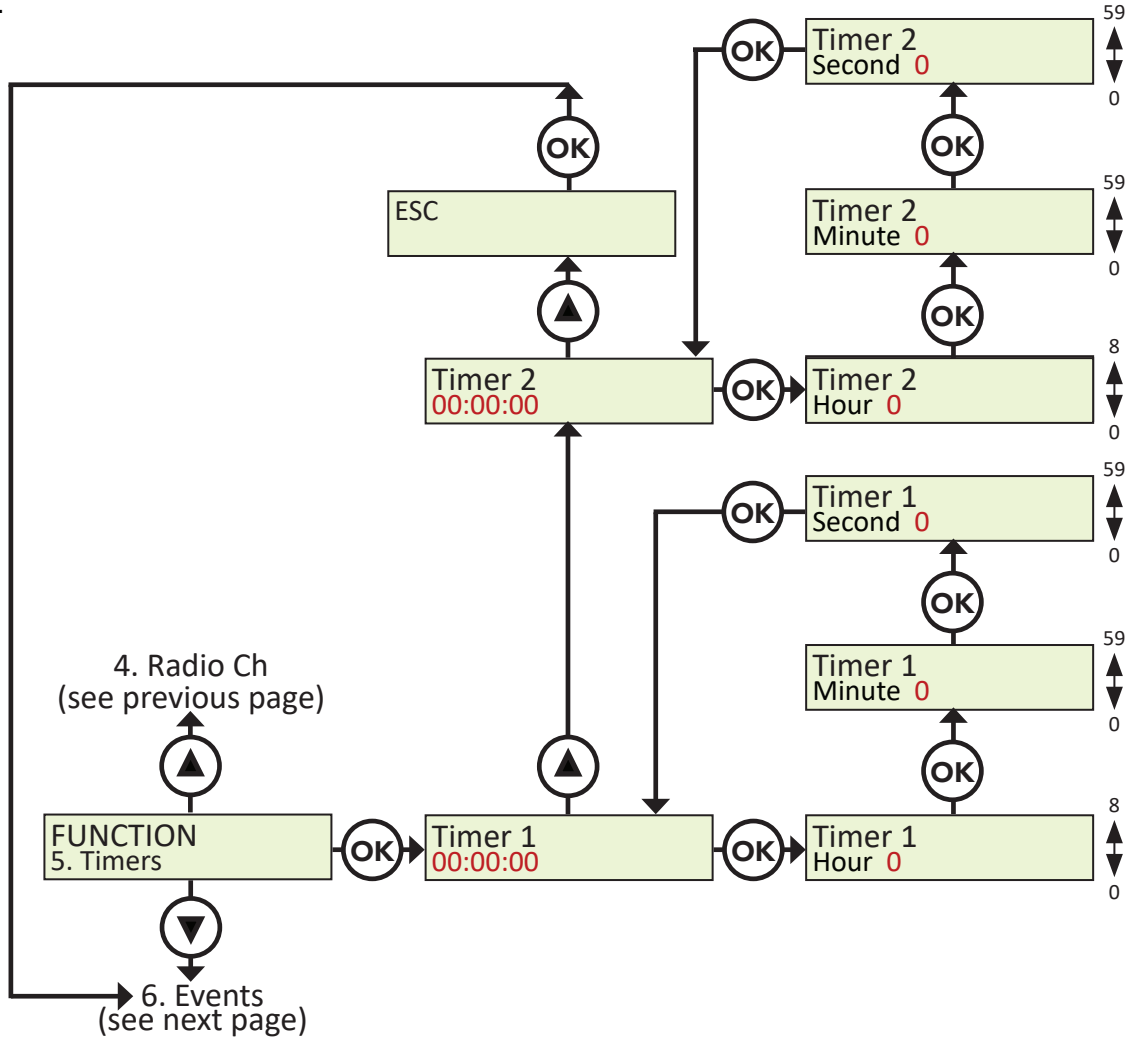 59
OK
Timer 2
Second 0
0
OK
OK
ESC
59
Timer 2
Minute 0
0
OK
8
Timer 2
00:00:00
OK
Timer 2
Hour 0
0
59
OK
Timer 1
Second 0
0
OK
59
4. Radio Ch
(see previous page)
Timer 1
Minute 0
0
OK
8
FUNCTION
5. Timers
OK
Timer 1
00:00:00
OK
Timer 1
Hour 0
0
6. Events
(see next page)